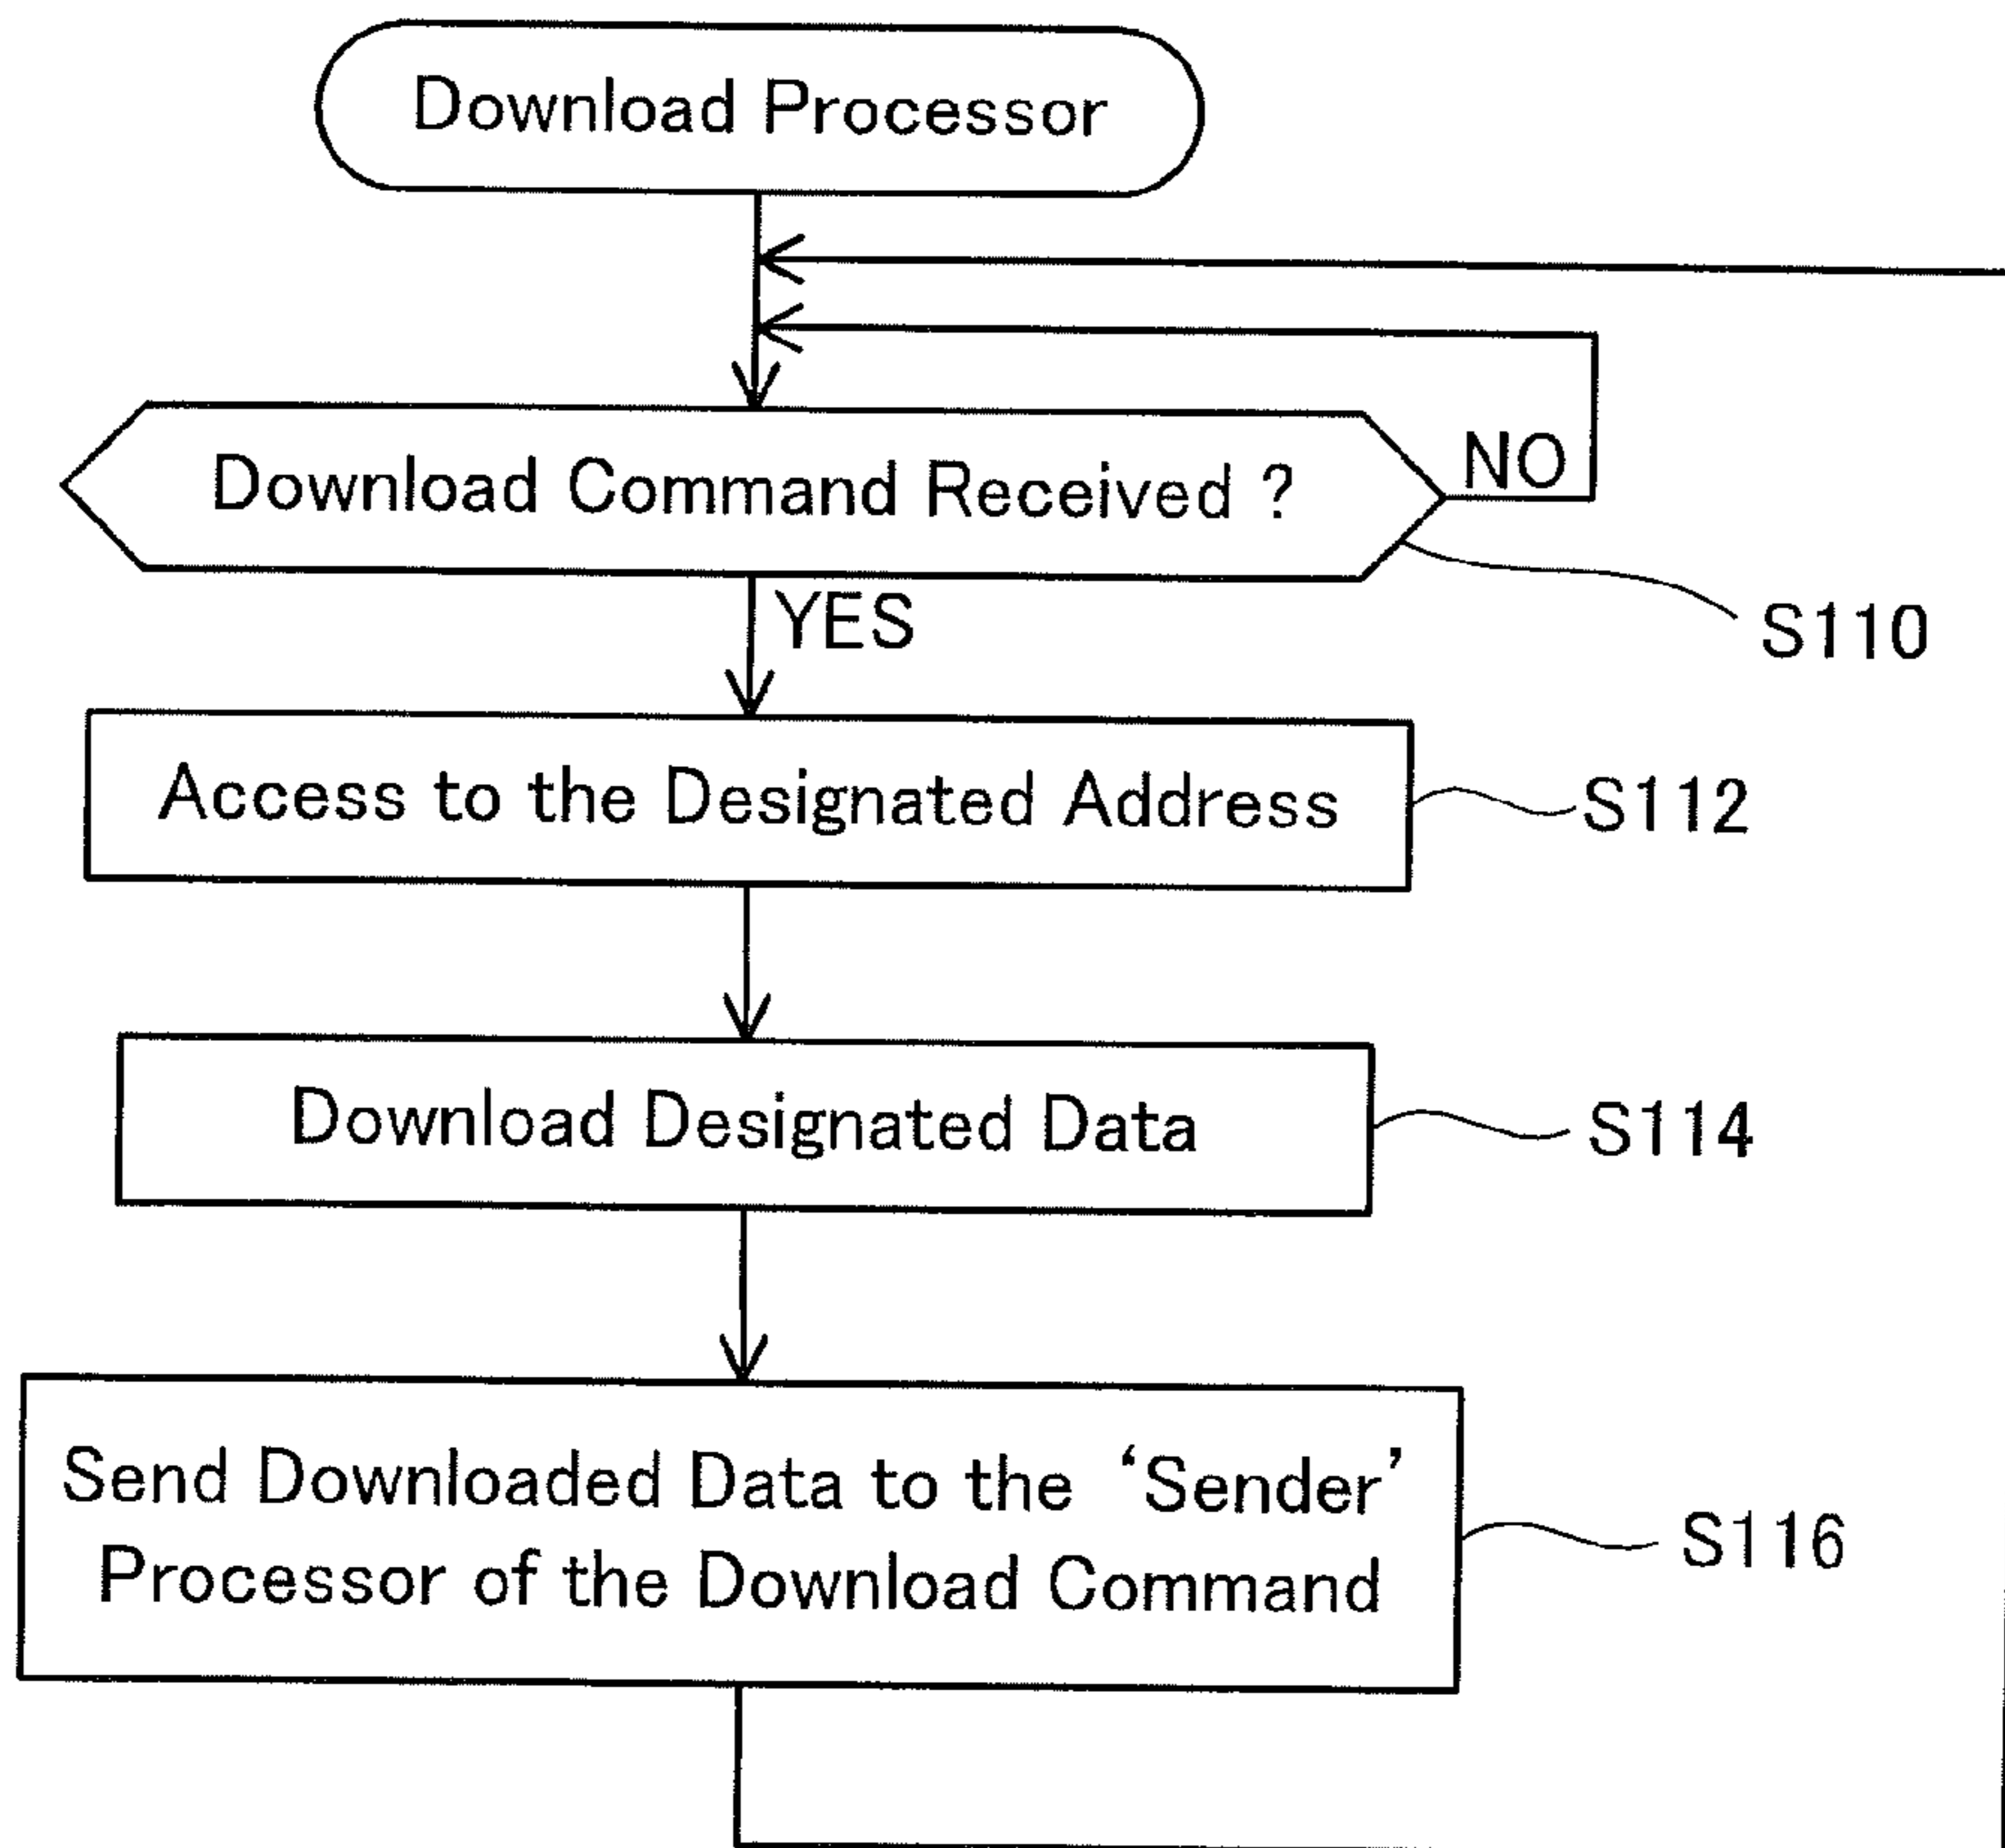 Download Processor
Download Command Received ?
NO
YES
S110
Access to the Designated Address
S112
Download Designated Data
S114
Send Downloaded Data to the ‘Sender’
Processor of the Download Command
S116